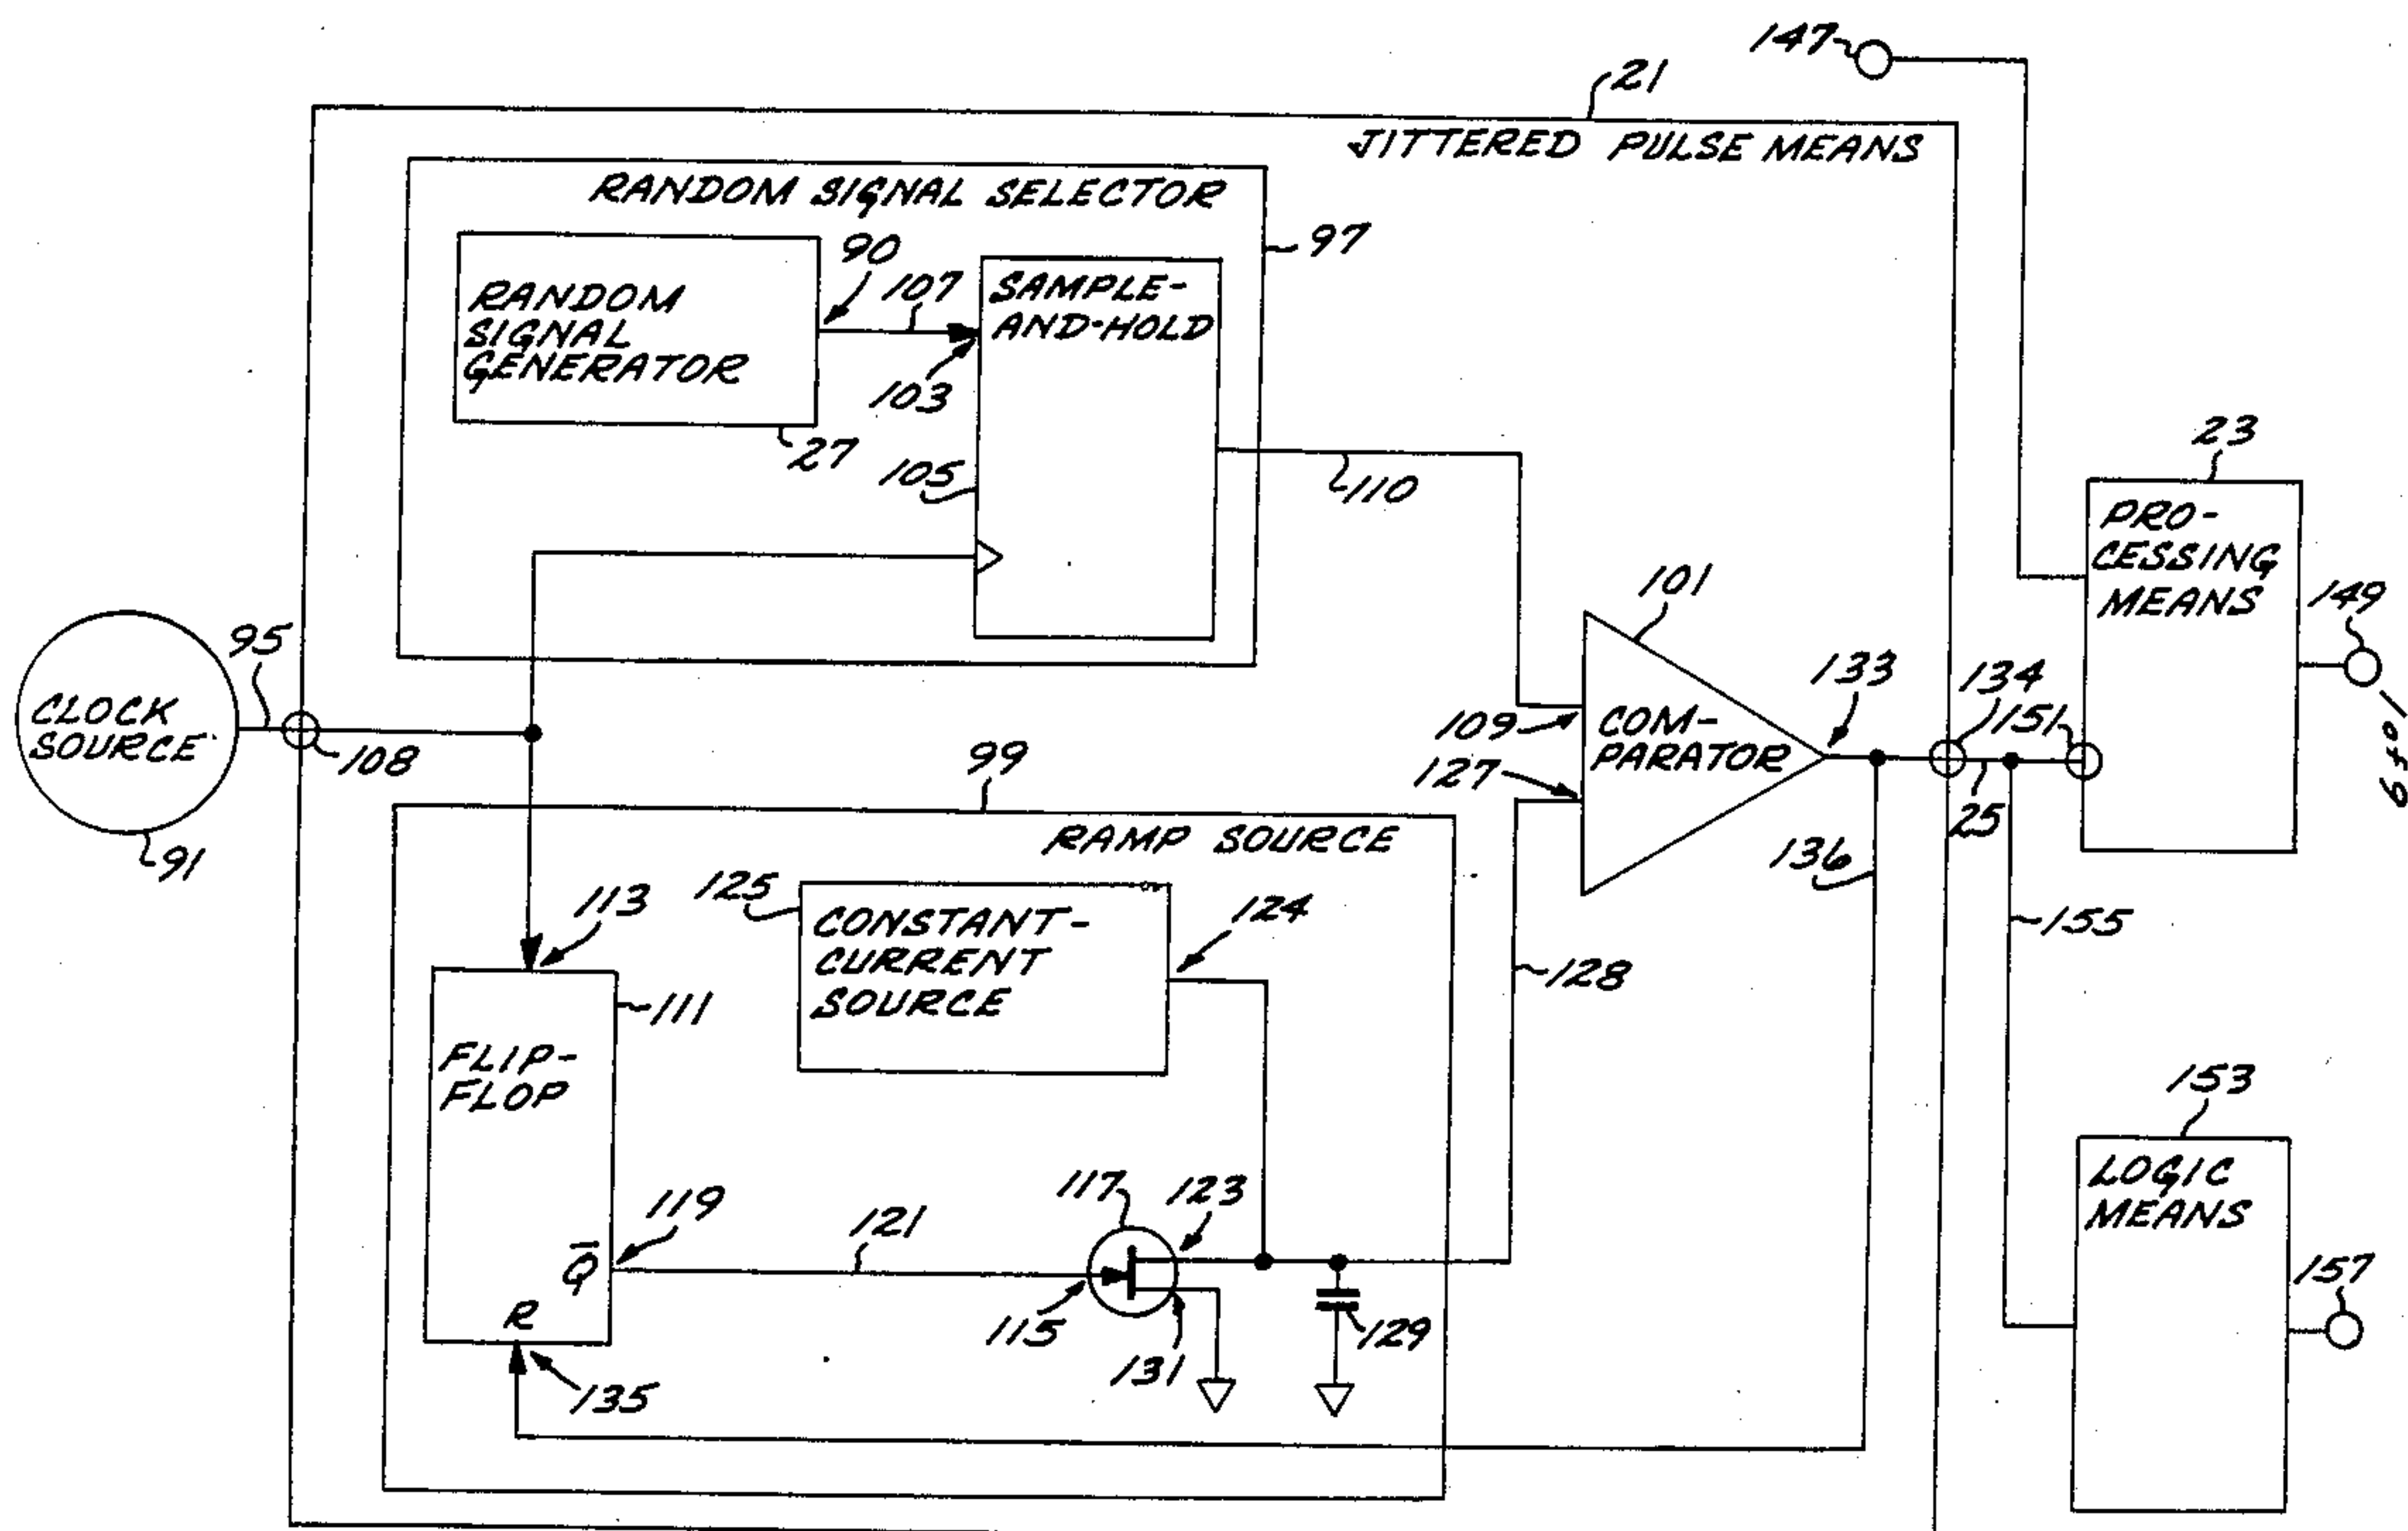 147
21
JITTERED PULSE MEANS
RANDOM SIGNAL SELECTOR
97
90
107
RANDOM
SIGNAL
GENERATOR
SAMPLE-
AND-HOLD
103
27
105
110
23
PRO-
CESSING
MEANS
149
101
95
CLOCK
SOURCE
108
91
109
127
COM-
PARATOR
133
134
151
25
136
155
99
RAMP SOURCE
125
CONSTANT-
CURRENT
SOURCE
124
113
111
128
FLIP-
FLOP
153
LOGIC
MEANS
157
119
Q̅
R
121
117
123
115
131
129
135